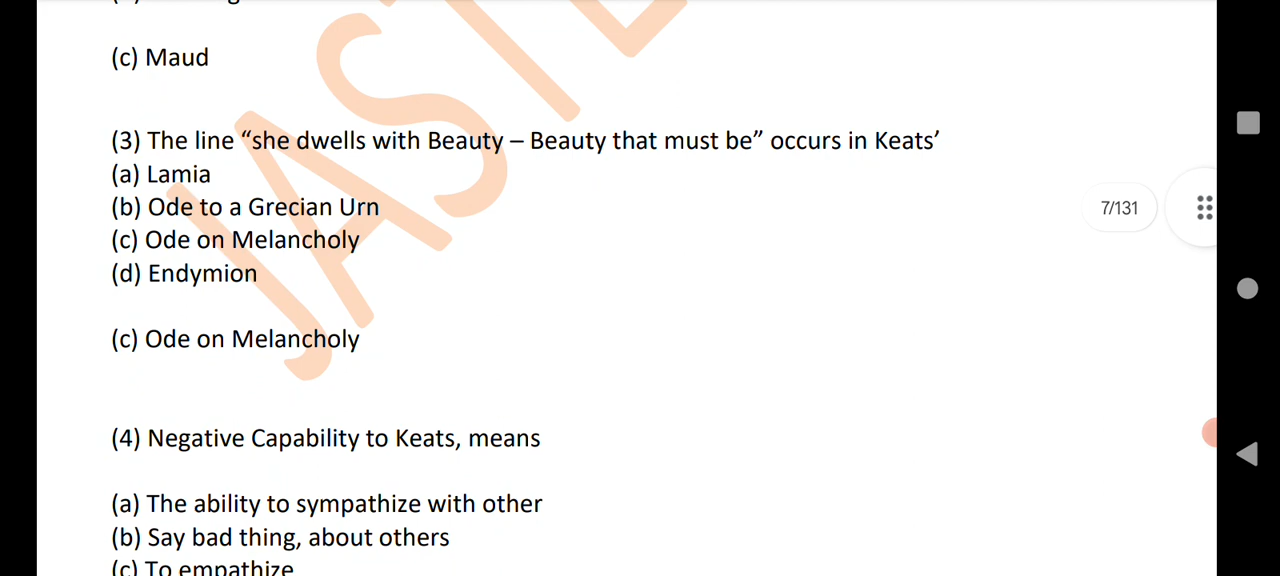 (c) Maud
(3) The line “she dwells with Beauty – Beauty that must be” occurs in Keats’
(a) Lamia
(b) Ode to a Grecian Urn
(c) Ode on Melancholy
(d) Endymion
7/131
(c) Ode on Melancholy
(4) Negative Capability to Keats, means
(a) The ability to sympathize with other
(b) Say bad thing, about others
(c) To empathize